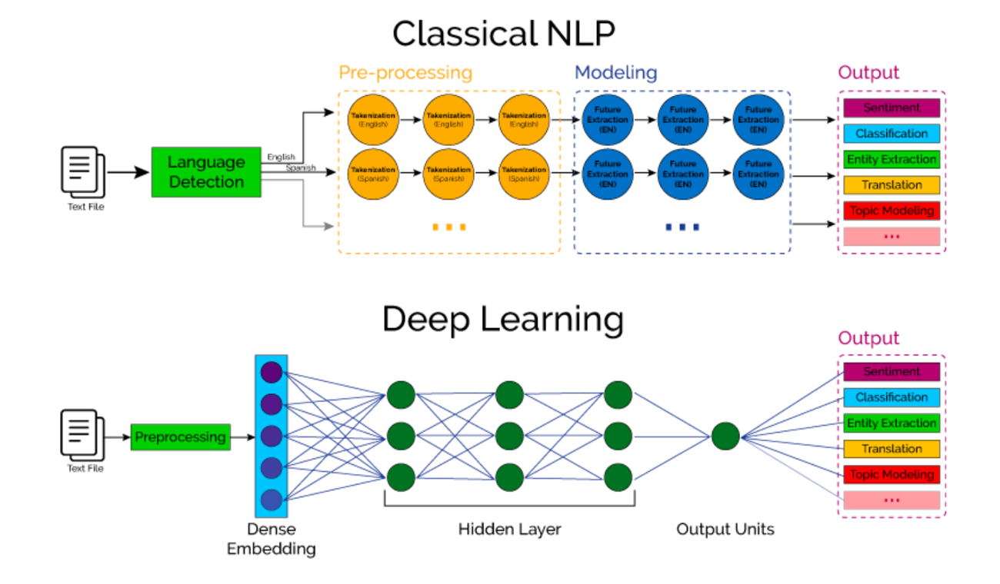 Classical NLP
Pre-processing
Modeling
Output
Takenization
(English)
Takenization
(English)
Takenization
(English)
Future
Extraction
(EN)
Future
Extraction
(EN)
Future
Extraction
(EN)
Sentiment
Classification
Entity Extraction
Translation
Topic Modeling
...
English
Spanish
Language
Detection
Text File
Takenization
(Spanish)
Takenization
(Spanish)
Takenization
(Spanish)
Future
Extraction
(EN)
Future
Extraction
(EN)
Future
Extraction
(EN)
Deep Learning
Output
Sentiment
Classification
Entity Extraction
Translation
Topic Modeling
...
Preprocessing
Text File
Dense
Embedding
Hidden Layer
Output Units